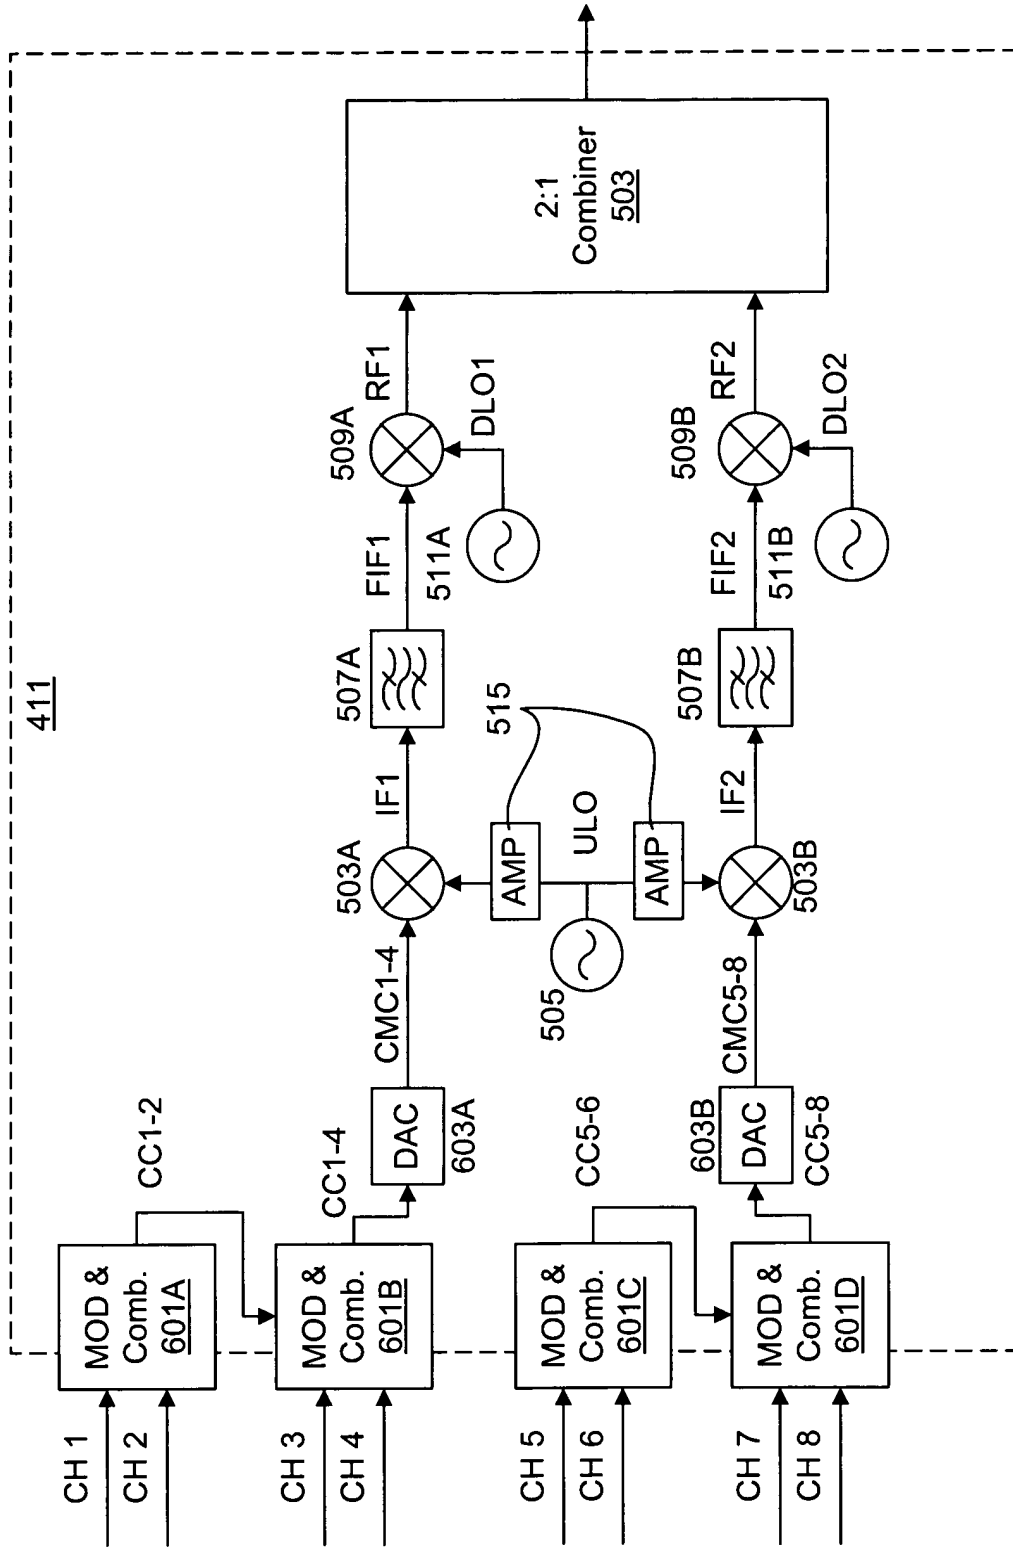 411
CH 1
CH 2
MOD &
Comb.
601A
CC1-2
CH 3
CH 4
MOD &
Comb.
601B
CC1-4
DAC
603A
CMC1-4
503A
IF1
507A
FIF1
509A
RF1
511A
DLO1
AMP
515
505
ULO
AMP
CH 5
CH 6
MOD &
Comb.
601C
CC5-6
CH 7
CH 8
MOD &
Comb.
601D
603B
DAC
CC5-8
CMC5-8
503B
IF2
507B
FIF2
509B
RF2
511B
DLO2
2:1
Combiner
503